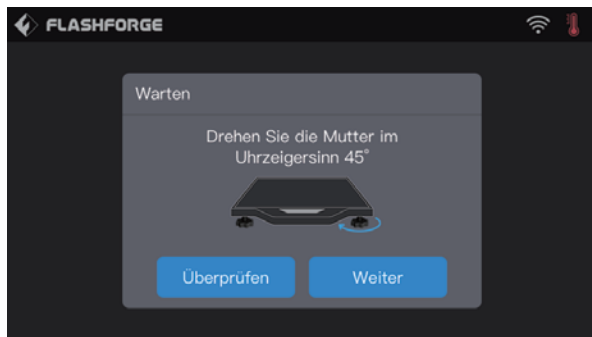 FLASHFORGE
Warten
Drehen Sie die Mutter im
Uhrzeigersinn 45°
Überprüfen
Weiter